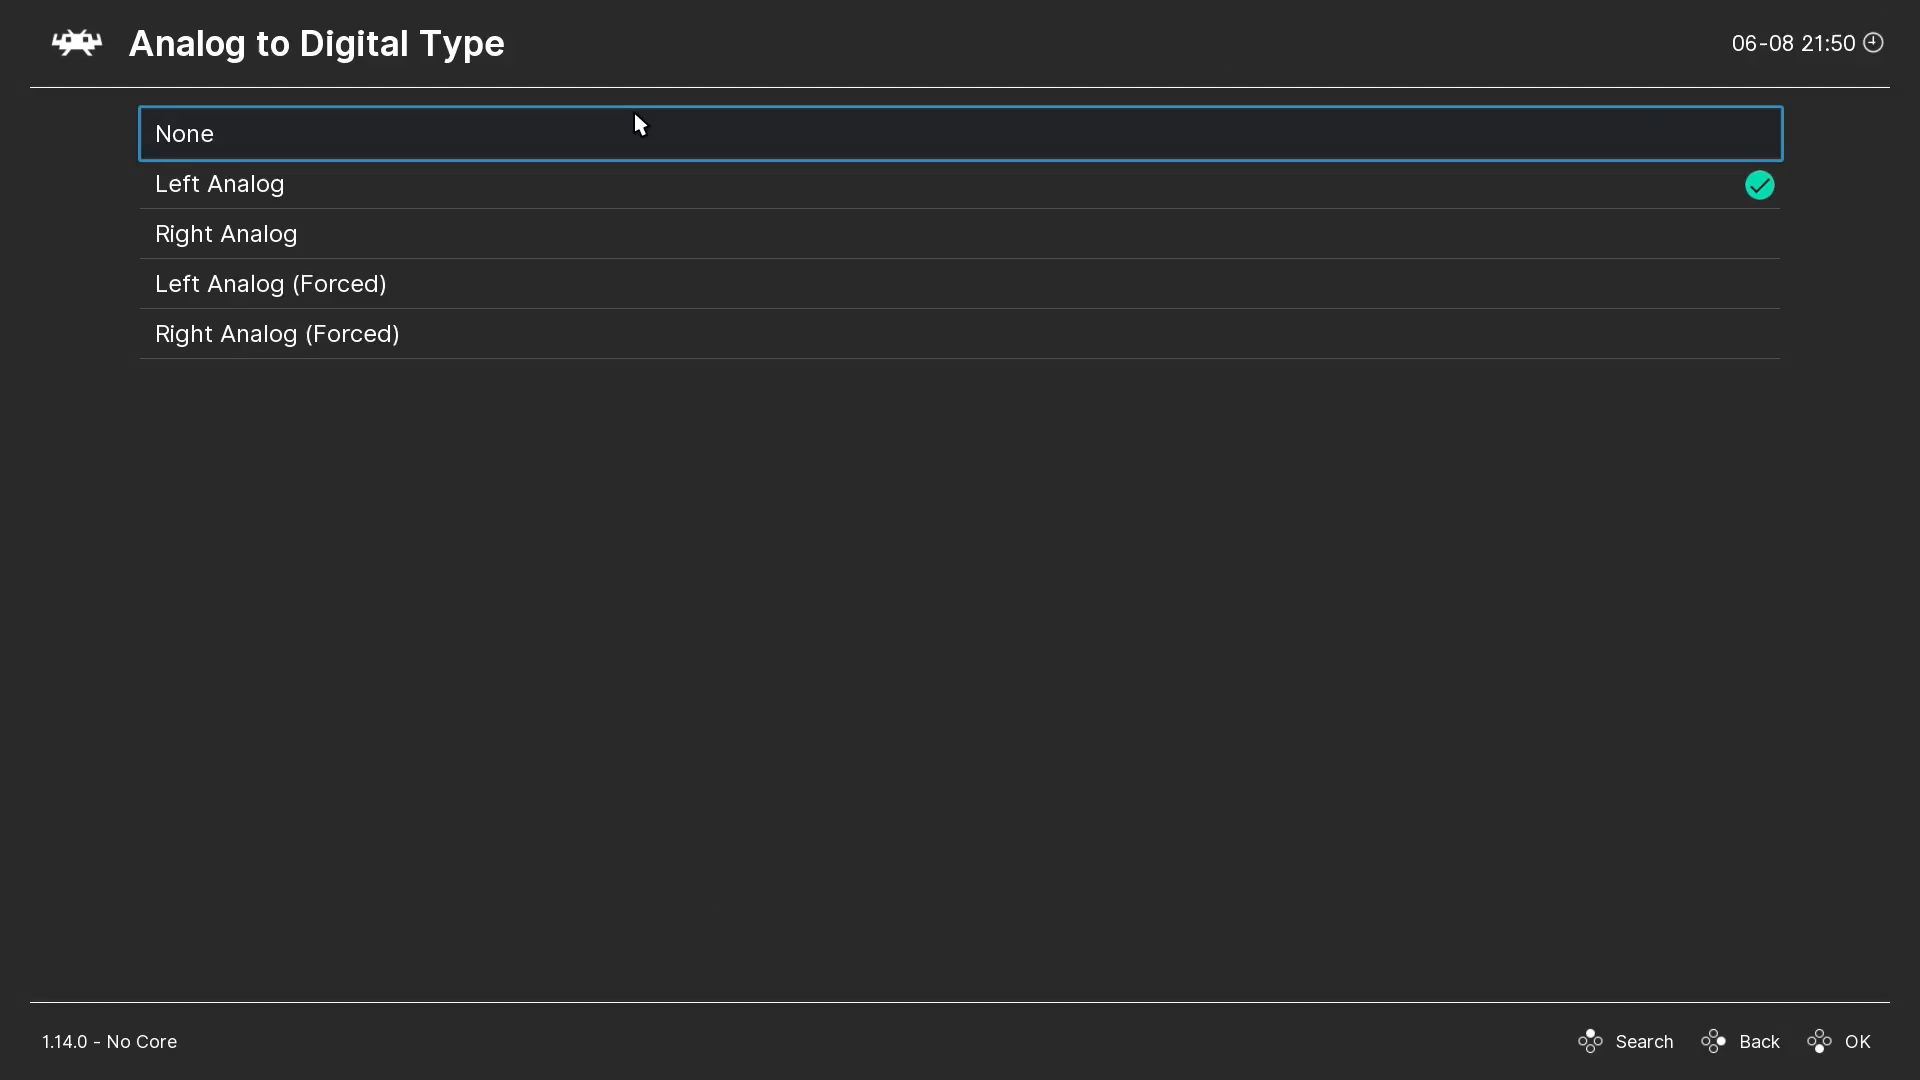 Analog to Digital Type
06-08 21:50
None
Left Analog
Right Analog
Left Analog (Forced)
Right Analog (Forced)
1.14.0 - No Core
Search Back OK